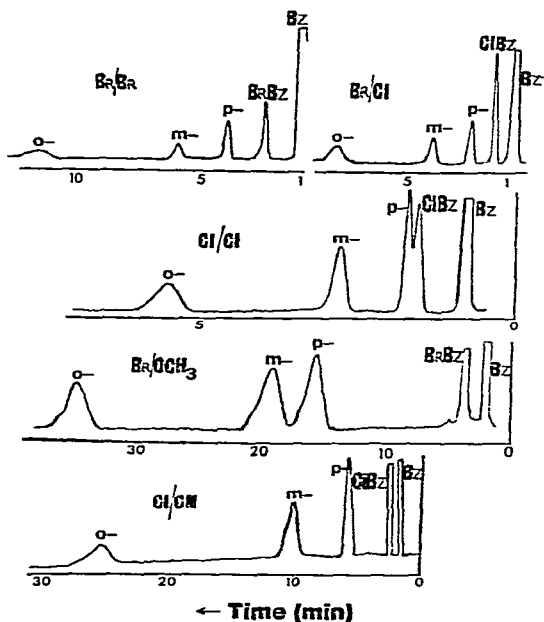 Bz
BR/BR
BRBz
p-
m-
o-
10 5 1
ClBz
Bz
BR/Cl
p-
m-
o-
5 1
p- ClBz
Bz
Cl/Cl
m-
o-
5 0
p-
m-
BRBz
Bz
o-
BR/OCH3
30 20 10 0
p-
Bz
Cl/CN
m-
o-
30 20 10 0
← Time (min)